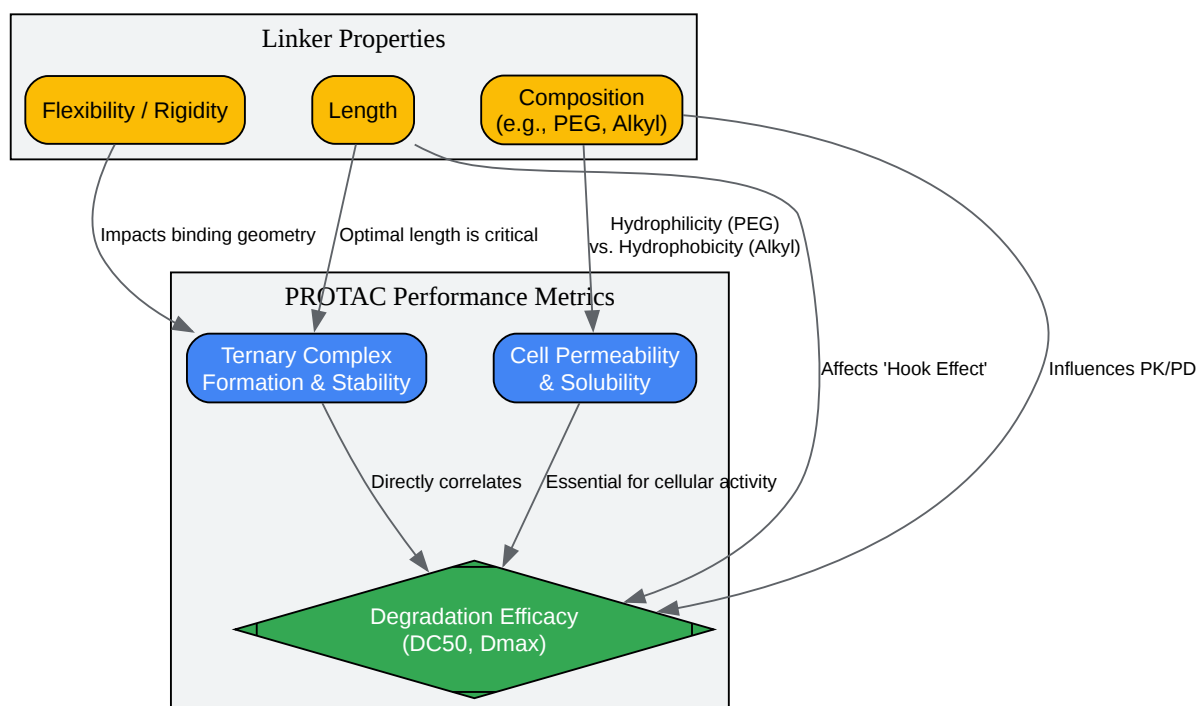 Linker Properties
Flexibility / Rigidity
Length
Composition
(e.g., PEG, Alkyl)
Impacts binding geometry
Optimal length is critical
Hydrophilicity (PEG)
vs. Hydrophobicity (Alkyl)
PROTAC Performance Metrics
Ternary Complex
Formation & Stability
Cell Permeability
& Solubility
Affects 'Hook Effect'
Influences PK/PD
Directly correlates
Essential for cellular activity
Degradation Efficacy
(DC50, Dmax)